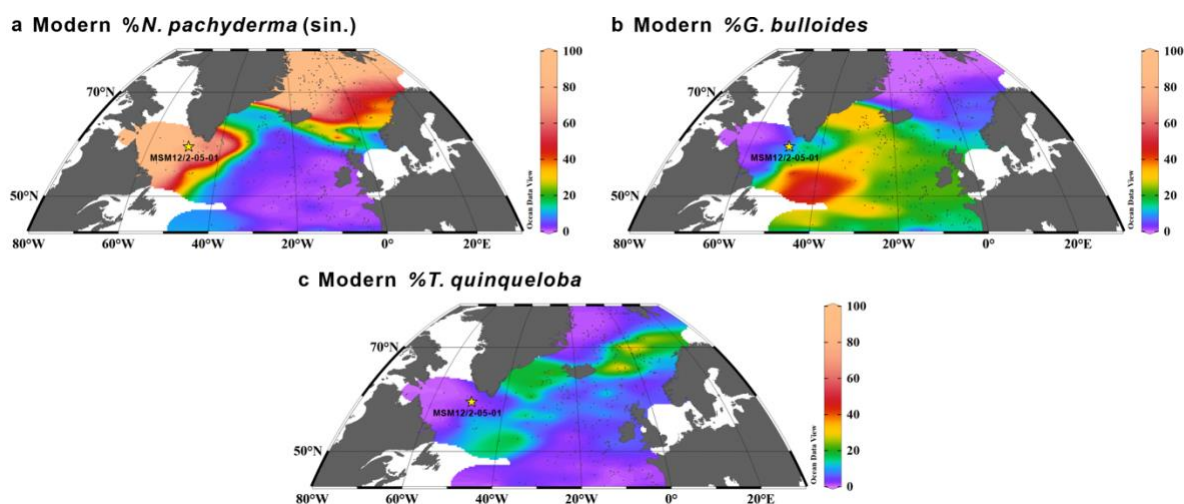 a Modern %N. pachyderma (sin.)
70°N
50°N
80°W
60°W
40°W
20°W
0°
20°E
MSM12/2-05-01
Ocean Data View
100
80
60
40
20
0
b Modern %G. bulloides
70°N
50°N
80°W
60°W
40°W
20°W
0°
20°E
MSM12/2-05-01
Ocean Data View
100
80
60
40
20
0
c Modern %T. quinqueloba
70°N
50°N
80°W
60°W
40°W
20°W
0°
20°E
MSM12/2-05-01
Ocean Data View
100
80
60
40
20
0